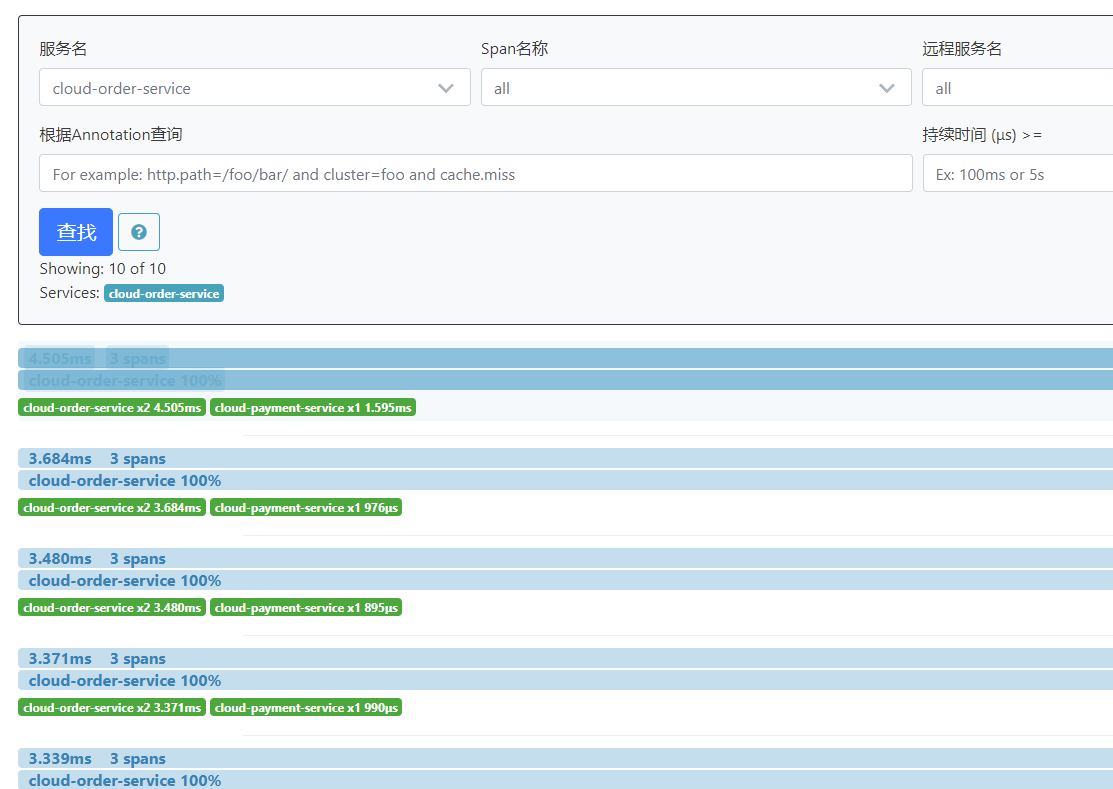 服务名 Span名称 远程服务名
cloud-order-service all all
根据Annotation查询 持续时间 (μs) >=
For example: http.path=/foo/bar/ and cluster=foo and cache.miss Ex: 100ms or 5s
查找 ?
Showing: 10 of 10
Services: cloud-order-service
4.505ms 3 spans
cloud-order-service 100%
cloud-order-service x2 4.505ms cloud-payment-service x1 1.595ms
3.684ms 3 spans
cloud-order-service 100%
cloud-order-service x2 3.684ms cloud-payment-service x1 976μs
3.480ms 3 spans
cloud-order-service 100%
cloud-order-service x2 3.480ms cloud-payment-service x1 895μs
3.371ms 3 spans
cloud-order-service 100%
cloud-order-service x2 3.371ms cloud-payment-service x1 990μs
3.339ms 3 spans
cloud-order-service 100%